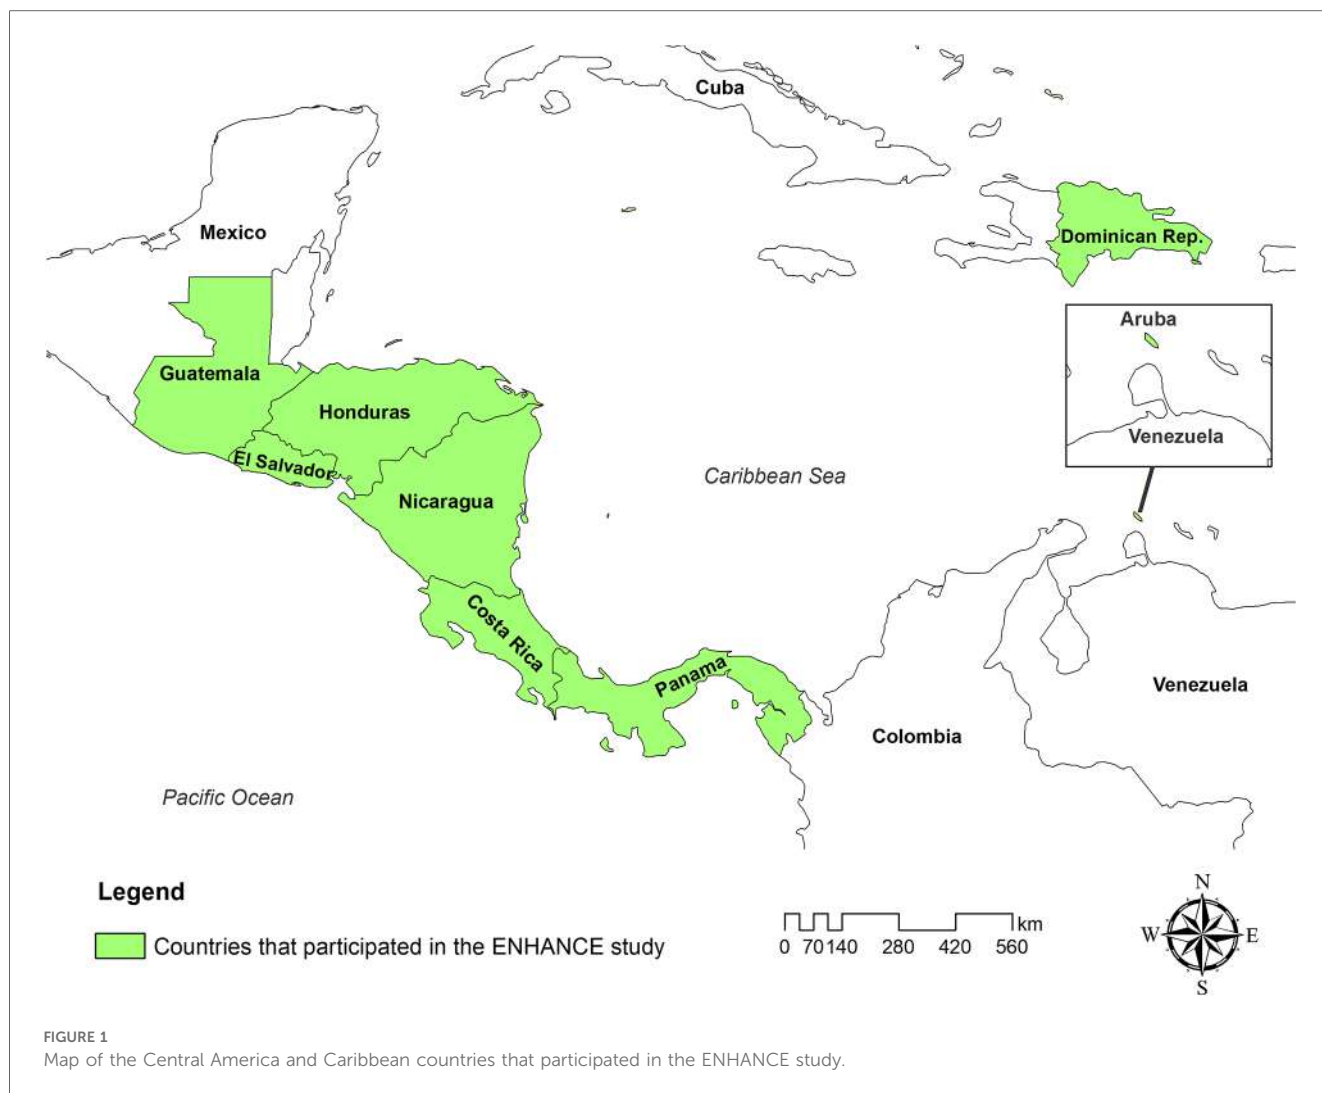 Cuba
Mexico
Dominican Rep.
Aruba
Guatemala
Honduras
Venezuela
El Salvador
Caribbean Sea
Nicaragua
Costa Rica
Panama
Venezuela
Colombia
Pacific Ocean
Legend
Countries that participated in the ENHANCE study
km
0 70 140 280 420 560
N
W E
S
FIGURE 1
Map of the Central America and Caribbean countries that participated in the ENHANCE study.